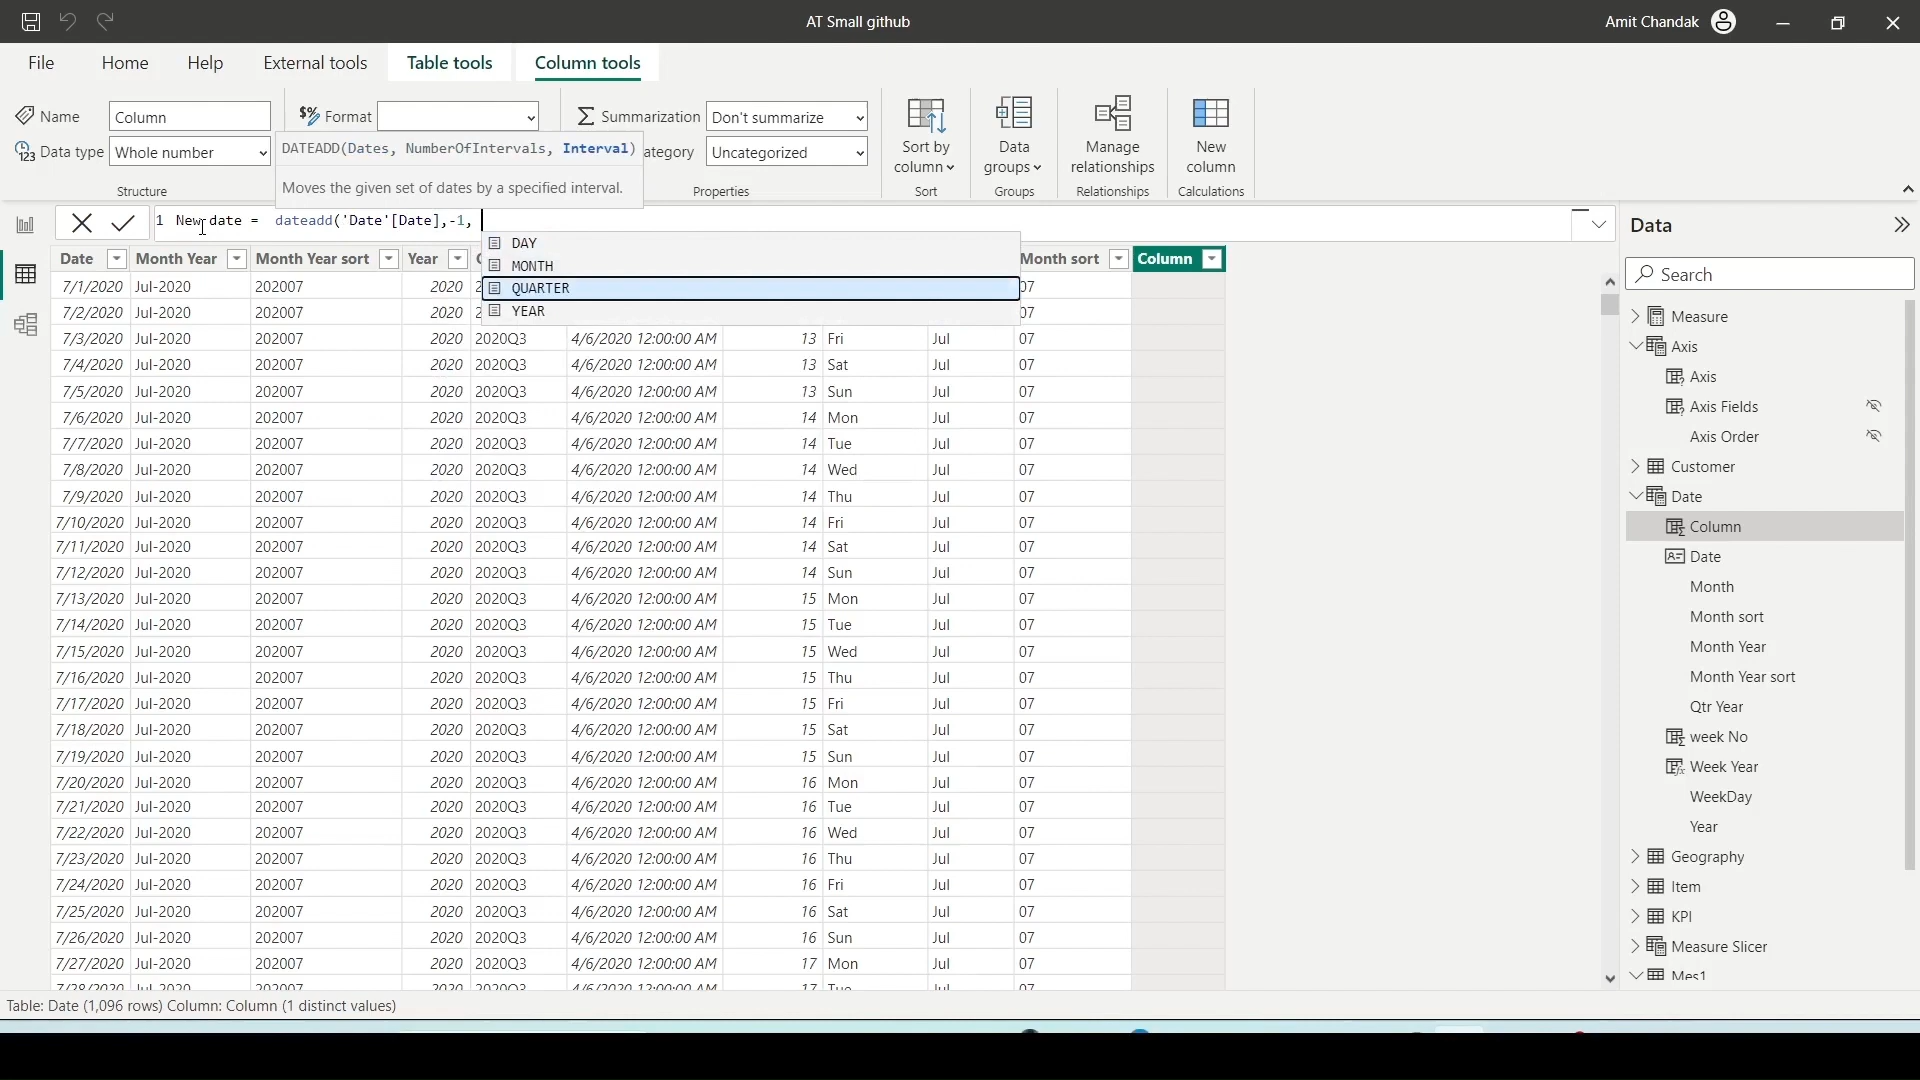 AT Small github
Amit Chandak
File Home Help External tools Table tools Column tools
Name Column
$% Format
Summarization Don't summarize
Data type Whole number
DATEADD(Dates, NumberOfIntervals, Interval)
ategory Uncategorized
Moves the given set of dates by a specified interval.
Structure
Properties
Sort by column
Sort
Data groups
Groups
Manage relationships
Relationships
New column
Calculations
1 New date = dateadd('Date'[Date],-1,
DAY
MONTH
QUARTER
YEAR
Date Month Year Month Year sort Year Month sort Column
7/1/2020 Jul-2020 202007 2020 07
7/2/2020 Jul-2020 202007 2020 07
7/3/2020 Jul-2020 202007 2020 2020Q3 4/6/2020 12:00:00 AM 13 Fri Jul 07
7/4/2020 Jul-2020 202007 2020 2020Q3 4/6/2020 12:00:00 AM 13 Sat Jul 07
7/5/2020 Jul-2020 202007 2020 2020Q3 4/6/2020 12:00:00 AM 13 Sun Jul 07
7/6/2020 Jul-2020 202007 2020 2020Q3 4/6/2020 12:00:00 AM 14 Mon Jul 07
7/7/2020 Jul-2020 202007 2020 2020Q3 4/6/2020 12:00:00 AM 14 Tue Jul 07
7/8/2020 Jul-2020 202007 2020 2020Q3 4/6/2020 12:00:00 AM 14 Wed Jul 07
7/9/2020 Jul-2020 202007 2020 2020Q3 4/6/2020 12:00:00 AM 14 Thu Jul 07
7/10/2020 Jul-2020 202007 2020 2020Q3 4/6/2020 12:00:00 AM 14 Fri Jul 07
7/11/2020 Jul-2020 202007 2020 2020Q3 4/6/2020 12:00:00 AM 14 Sat Jul 07
7/12/2020 Jul-2020 202007 2020 2020Q3 4/6/2020 12:00:00 AM 14 Sun Jul 07
7/13/2020 Jul-2020 202007 2020 2020Q3 4/6/2020 12:00:00 AM 15 Mon Jul 07
7/14/2020 Jul-2020 202007 2020 2020Q3 4/6/2020 12:00:00 AM 15 Tue Jul 07
7/15/2020 Jul-2020 202007 2020 2020Q3 4/6/2020 12:00:00 AM 15 Wed Jul 07
7/16/2020 Jul-2020 202007 2020 2020Q3 4/6/2020 12:00:00 AM 15 Thu Jul 07
7/17/2020 Jul-2020 202007 2020 2020Q3 4/6/2020 12:00:00 AM 15 Fri Jul 07
7/18/2020 Jul-2020 202007 2020 2020Q3 4/6/2020 12:00:00 AM 15 Sat Jul 07
7/19/2020 Jul-2020 202007 2020 2020Q3 4/6/2020 12:00:00 AM 15 Sun Jul 07
7/20/2020 Jul-2020 202007 2020 2020Q3 4/6/2020 12:00:00 AM 16 Mon Jul 07
7/21/2020 Jul-2020 202007 2020 2020Q3 4/6/2020 12:00:00 AM 16 Tue Jul 07
7/22/2020 Jul-2020 202007 2020 2020Q3 4/6/2020 12:00:00 AM 16 Wed Jul 07
7/23/2020 Jul-2020 202007 2020 2020Q3 4/6/2020 12:00:00 AM 16 Thu Jul 07
7/24/2020 Jul-2020 202007 2020 2020Q3 4/6/2020 12:00:00 AM 16 Fri Jul 07
7/25/2020 Jul-2020 202007 2020 2020Q3 4/6/2020 12:00:00 AM 16 Sat Jul 07
7/26/2020 Jul-2020 202007 2020 2020Q3 4/6/2020 12:00:00 AM 16 Sun Jul 07
7/27/2020 Jul-2020 202007 2020 2020Q3 4/6/2020 12:00:00 AM 17 Mon Jul 07
7/28/2020 Jul-2020 202007 2020 2020Q3 4/6/2020 12:00:00 AM 17 Tue Jul 07
Data
Search
Measure
Axis
Axis
Axis Fields
Axis Order
Customer
Date
Column
Date
Month
Month sort
Month Year
Month Year sort
Qtr Year
week No
Week Year
WeekDay
Year
Geography
Item
KPI
Measure Slicer
Mes1
Table: Date (1,096 rows) Column: Column (1 distinct values)